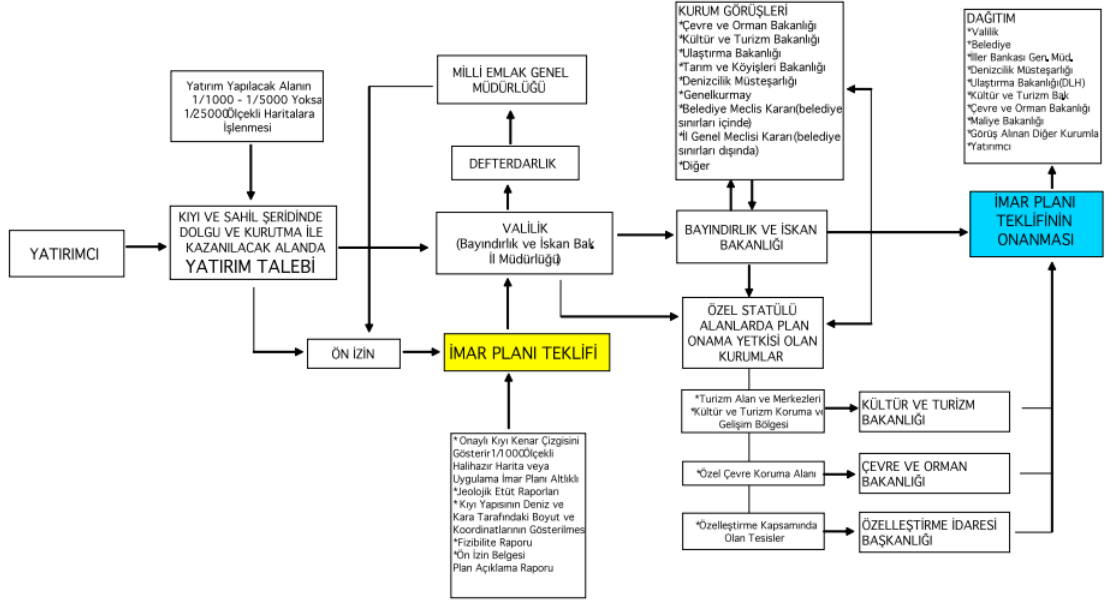 YATIRIMCI
Yatırım Yapılacak Alanın
1/1000 - 1/5000 Yoksa
1/25000Ölçekli Haritalara
İşlenmesi
KIYI VE SAHİL ŞERİDİNDE
DOLGU VE KURUTMA İLE
KAZANILACAK ALANDA
YATIRIM TALEBİ
ÖN İZİN
MİLLİ EMLAK GENEL
MÜDÜRLÜĞÜ
DEFTERDARLIK
VALİLİK
(Bayındırlık ve İskan Bak.
İl Müdürlüğü)
İMAR PLANI TEKLİFİ
* Onaylı Kıyı Kenar Çizgisini
Gösterir1/1000Ölçekli
Halihazır Harita veya
Uygulama İmar Planı Altlıklı
*Jeolojik Etüt Raporları
* Kıyı Yapısının Deniz ve
Kara Tarafındaki Boyut ve
Koordinatlarının Gösterilmes
*Fizibilite Raporu
*Ön İzin Belgesi
Plan Açıklama Raporu
KURUM GÖRÜŞLERİ
*Çevre ve Orman Bakanlığı
*Kültür ve Turizm Bakanlığı
*Ulaştırma Bakanlığı
*Tarım ve Köyişleri Bakanlığı
*Denizcilik Müsteşarlığı
*Genelkurmay
*Belediye Meclis Kararı(belediye
sınırları içinde)
*İl Genel Meclisi Kararı(belediye
sınırları dışında)
*Diğer
BAYINDIRLIK VE İSKAN
BAKANLIĞI
ÖZEL STATÜLÜ
ALANLARDA PLAN
ONAMA YETKİSİ OLAN
KURUMLAR
*Turizm Alan ve Merkezleri
*Kültür ve Turizm Koruma ve
Gelişim Bölgesi
KÜLTÜR VE TURİZM
BAKANLIĞI
*Özel Çevre Koruma Alanı
ÇEVRE VE ORMAN
BAKANLIĞI
*Özelleştirme Kapsamında
Olan Tesisler
ÖZELLEŞTİRME İDARESİ
BAŞKANLIĞI
DAĞITIM
*Valilik
*Belediye
*İller Bankası Gen. Müd.
*Denizcilik Müsteşarlığı
*Ulaştırma Bakanlığı(DLH)
*Kültür ve Turizm Bak.
*Çevre ve Orman Bakanlığı
*Maliye Bakanlığı
*Görüş Alınan Diğer Kurumla
*Yatırımcı
İMAR PLANI
TEKLİFİNİN
ONANMASI